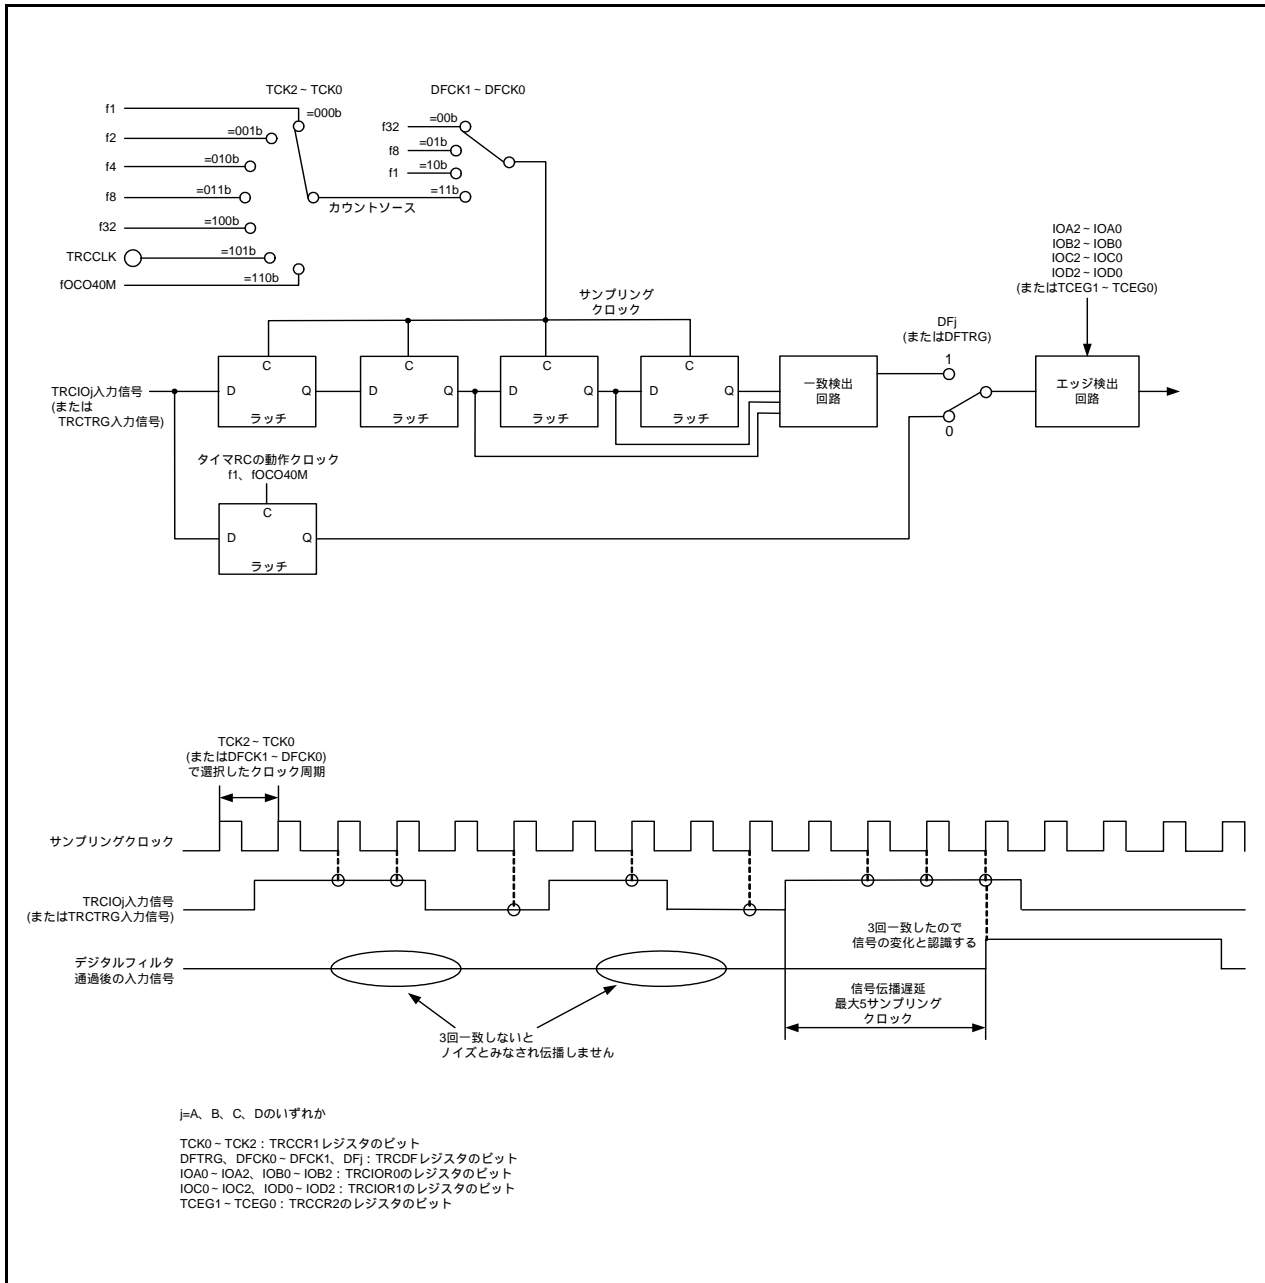 TCK2~TCK0
DFCK1~DFCK0
f1
=000b
f2
=001b
f4
=010b
f8
=011b
f32
=100b
TRCCLK
=101b
fOCO40M
=110b
カウントソース
f32
=00b
f8
=01b
f1
=10b
=11b
サンプリング
クロック
IOA2~IOA0
IOB2~IOB0
IOC2~IOC0
IOD2~IOD0
(またはTCEG1~TCEG0)
TRCIOj入力信号
(または
TRCTRG入力信号)
C
D
Q
ラッチ
C
D
Q
ラッチ
C
D
Q
ラッチ
C
D
Q
ラッチ
一致検出
回路
DFj
(またはDFTRG)
1
0
エッジ検出
回路
タイマRCの動作クロック
f1、fOCO40M
C
D
Q
ラッチ
TCK2~TCK0
(またはDFCK1~DFCK0)
で選択したクロック周期
サンプリングクロック
TRCIOj入力信号
(またはTRCTRG入力信号)
3回一致したので
信号の変化と認識する
デジタルフィルタ
通過後の入力信号
信号伝播遅延
最大5サンプリング
クロック
3回一致しないと
ノイズとみなされ伝播しません
j=A、B、C、Dのいずれか
TCK0~TCK2:TRCCR1レジスタのビット
DFTRG、DFCK0~DFCK1、DFj:TRCDFレジスタのビット
IOA0~IOA2、IOB0~IOB2:TRCIOR0のレジスタのビット
IOC0~IOC2、IOD0~IOD2:TRCIOR1のレジスタのビット
TCEG1~TCEG0:TRCCR2のレジスタのビット